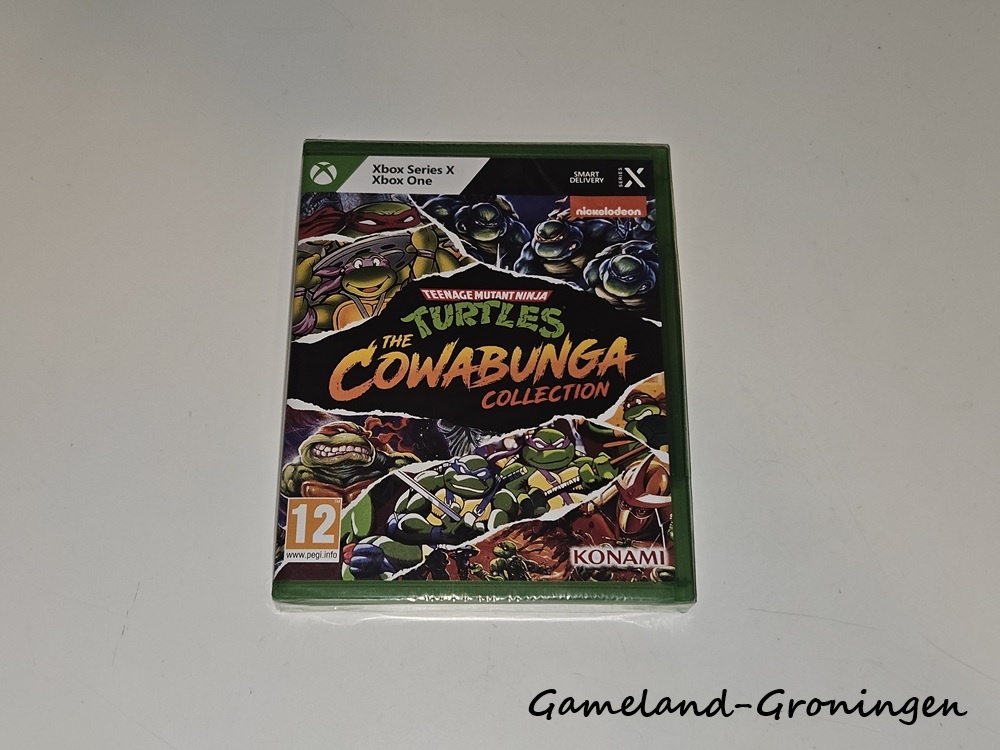 Xbox Series X
Xbox One
SMART
DELIVERY
SERIES X
nickelodeon
TEENAGE MUTANT NINJA
TURTLES
THE
COWABUNGA
COLLECTION
12
www.pegi.info
KONAMI
Gameland-Groningen